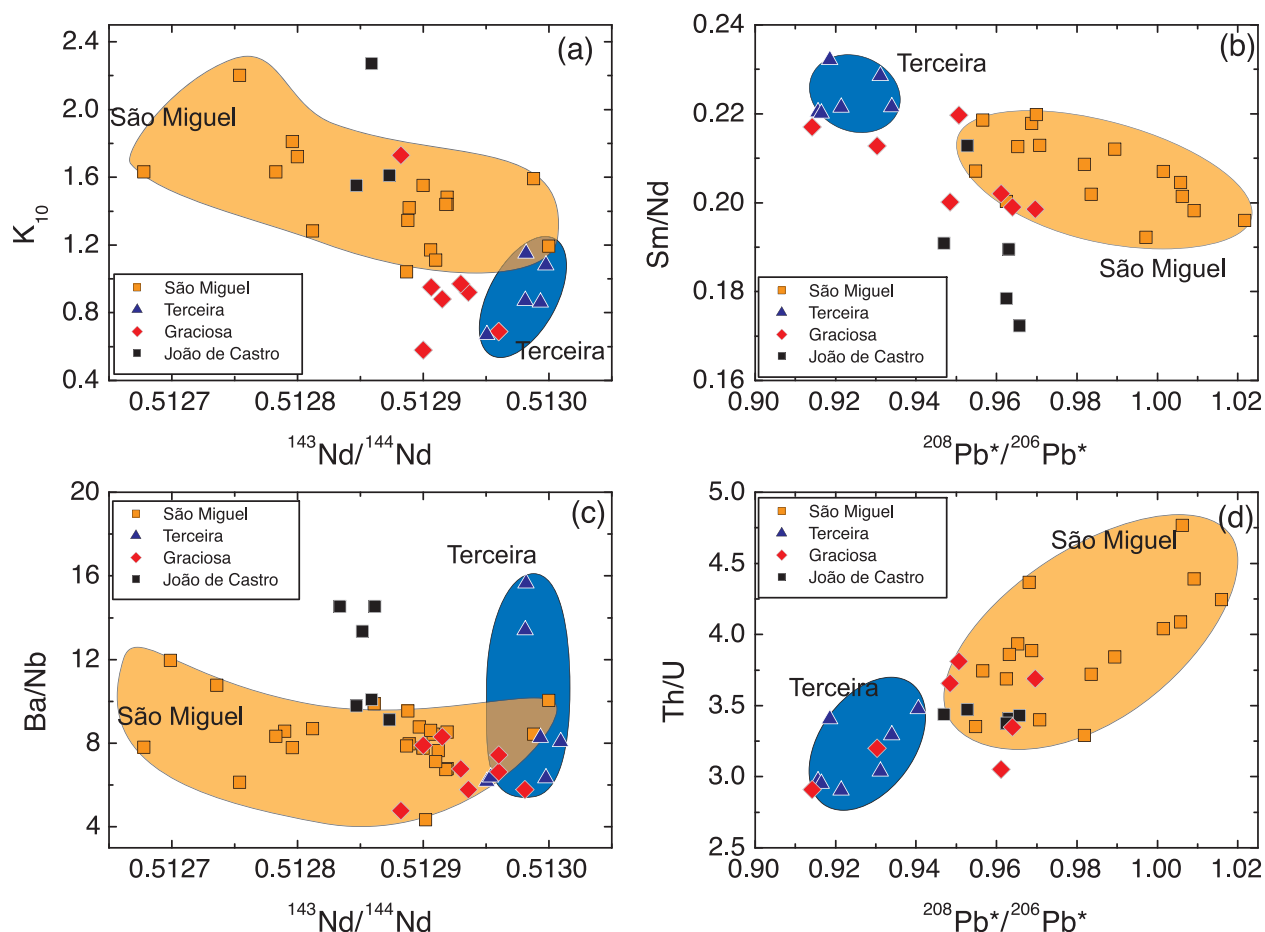 (a)
2.4
2.0
1.6
1.2
0.8
0.4
K10
São Miguel
Terceira
São Miguel
Terceira
Graciosa
João de Castro
0.5127
0.5128
0.5129
0.5130
143Nd/144Nd
(b)
0.24
0.22
0.20
0.18
0.16
Sm/Nd
Terceira
São Miguel
São Miguel
Terceira
Graciosa
João de Castro
0.90
0.92
0.94
0.96
0.98
1.00
1.02
208Pb*/206Pb*
(c)
20
16
12
8
4
Ba/Nb
São Miguel
Terceira
Graciosa
João de Castro
Terceira
São Miguel
0.5127
0.5128
0.5129
0.5130
143Nd/144Nd
(d)
5.0
4.5
4.0
3.5
3.0
2.5
Th/U
São Miguel
Terceira
Graciosa
João de Castro
São Miguel
Terceira
0.90
0.92
0.94
0.96
0.98
1.00
1.02
208Pb*/206Pb*